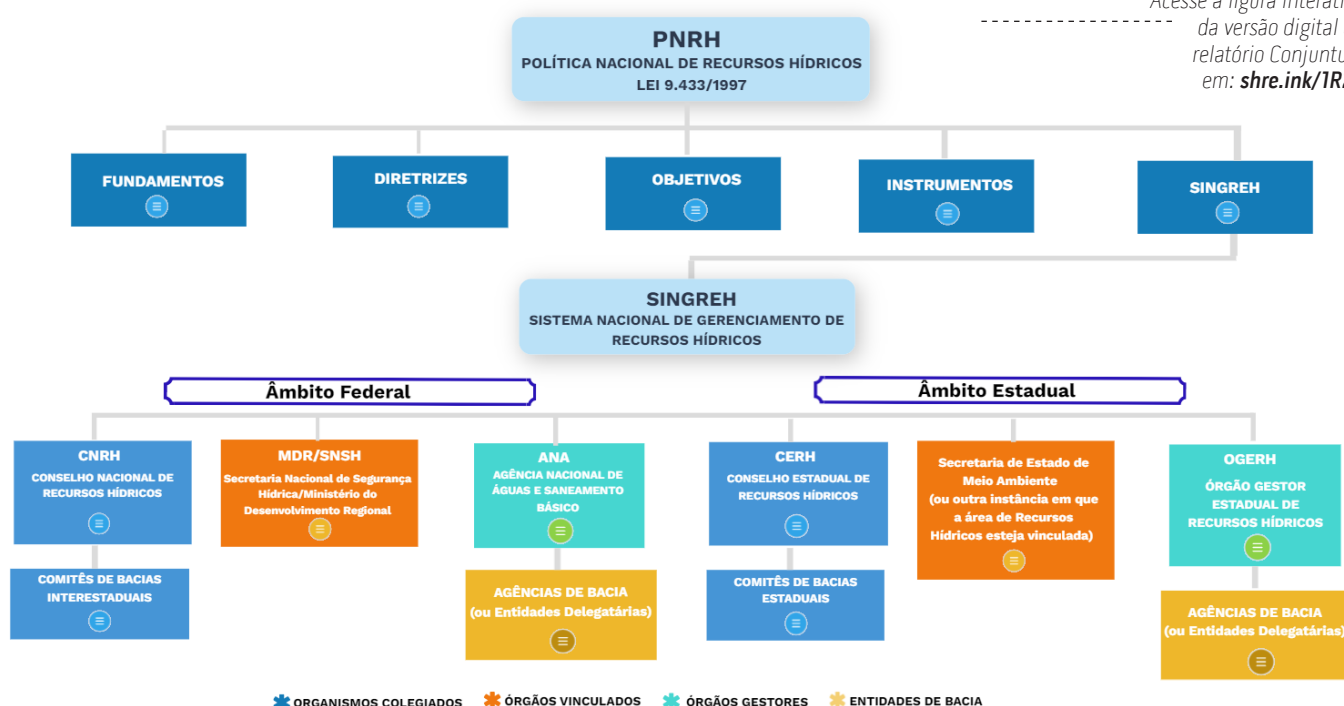 Acesse a figura
da versão digital
relatório
em: shre.ink/
PNRH
POLÍTICA NACIONAL DE RECURSOS HÍDRICOS
LEI 9.433/1997
FUNDAMENTOS
DIRETRIZES
OBJETIVOS
INSTRUMENTOS
SINGREH
SINGREH
SISTEMA NACIONAL DE GERENCIAMENTO DE
RECURSOS HÍDRICOS
Âmbito Federal
Âmbito Estadual
CNRH
CONSELHO NACIONAL DE
RECURSOS HÍDRICOS
MDR/SNSH
Secretaria Nacional de Segurança
Hídrica/Ministério do
Desenvolvimento Regional
ANA
AGÊNCIA NACIONAL DE
ÁGUAS E SANEAMENTO
BÁSICO
CERH
CONSELHO ESTADUAL DE
RECURSOS HÍDRICOS
Secretaria de Estado de
Meio Ambiente
(ou outra instância em que
a área de Recursos
Hídricos esteja vinculada)
OGERH
ÓRGÃO GESTOR
ESTADUAL DE
RECURSOS HÍDRICOS
COMITÊS DE BACIAS
INTERESTADUAIS
AGÊNCIAS DE BACIA
(ou Entidades Delegatárias)
COMITÊS DE BACIAS
ESTADUAIS
AGÊNCIAS DE BACIA
(ou Entidades Delegatárias)
ORGANISMOS COLEGIADOS
ÓRGÃOS VINCULADOS
ÓRGÃOS GESTORES
ENTIDADES DE BACIA